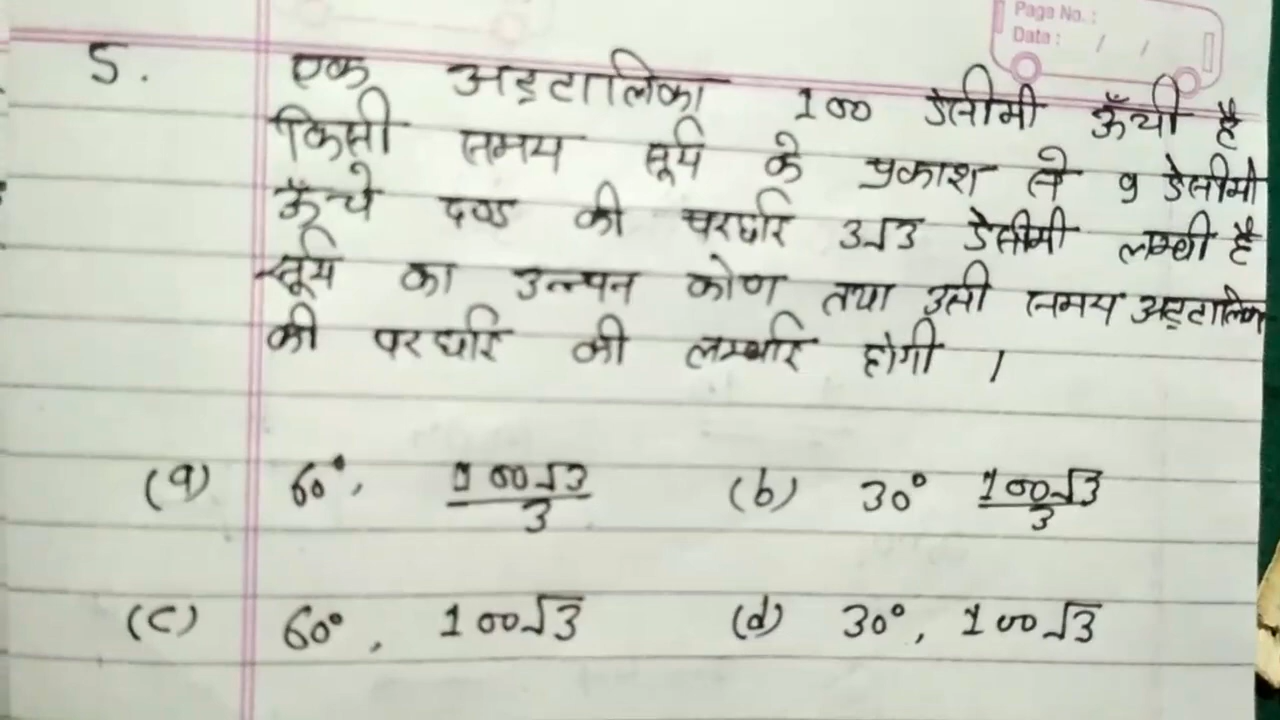 Page No. :
Date : / /
5. एक अट्टालिका 100 डेसीमी ऊँची है
किसी समय सूर्य के प्रकाश से 9 डेसीमी
ऊँचे दण्ड की परछाई 3√3 डेसीमी लम्बी है
सूर्य का उन्नयन कोण तथा उसी समय अट्टालिका
की परछाई की लम्बाई होगी ।
(a) 60°, 100√3/3 (b) 30° 100√3/3
(c) 60°, 100√3 (d) 30°, 100√3